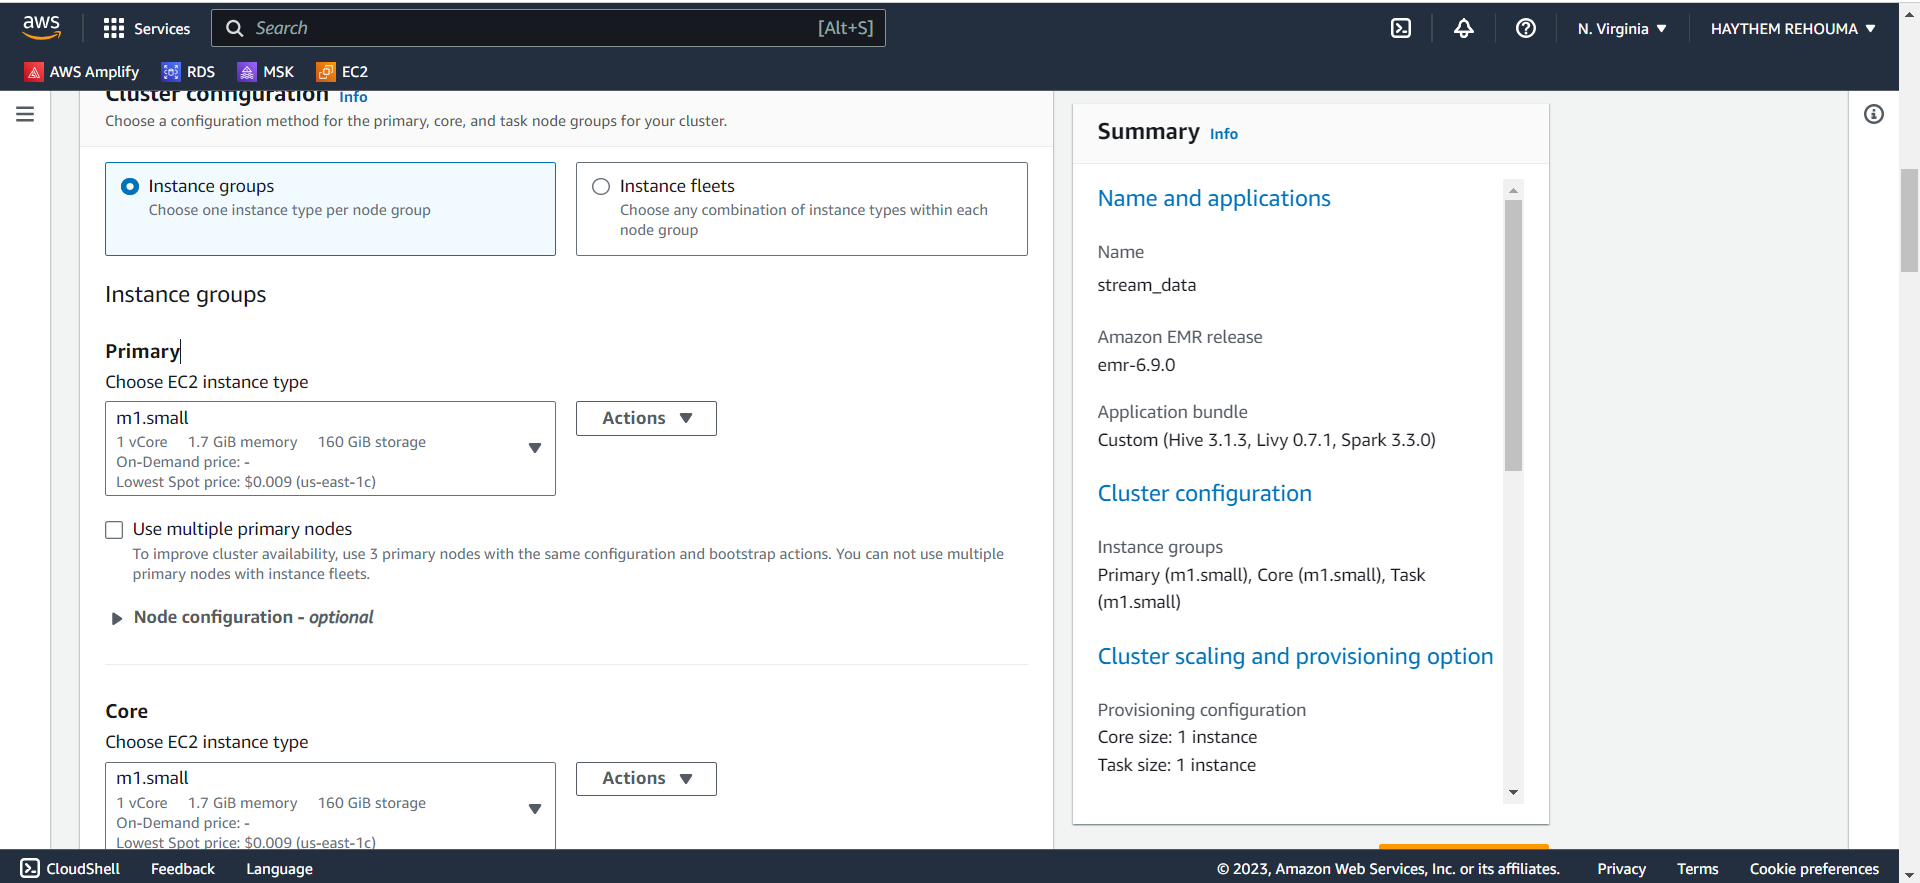 aws
Services
Search [Alt+S]
N. Virginia
HAYTHEM REHOUMA
AWS Amplify
RDS
MSK
EC2
Cluster configuration Info
Choose a configuration method for the primary, core, and task node groups for your cluster.
Instance groups
Choose one instance type per node group
Instance fleets
Choose any combination of instance types within each
node group
Instance groups
Primary
Choose EC2 instance type
m1.small
1 vCore 1.7 GiB memory 160 GiB storage
On-Demand price: -
Lowest Spot price: $0.009 (us-east-1c)
Actions
Use multiple primary nodes
To improve cluster availability, use 3 primary nodes with the same configuration and bootstrap actions. You can not use multiple
primary nodes with instance fleets.
Node configuration - optional
Core
Choose EC2 instance type
m1.small
1 vCore 1.7 GiB memory 160 GiB storage
On-Demand price: -
Lowest Spot price: $0.009 (us-east-1c)
Actions
Summary Info
Name and applications
Name
stream_data
Amazon EMR release
emr-6.9.0
Application bundle
Custom (Hive 3.1.3, Livy 0.7.1, Spark 3.3.0)
Cluster configuration
Instance groups
Primary (m1.small), Core (m1.small), Task
(m1.small)
Cluster scaling and provisioning option
Provisioning configuration
Core size: 1 instance
Task size: 1 instance
CloudShell
Feedback
Language
© 2023, Amazon Web Services, Inc. or its affiliates.
Privacy
Terms
Cookie preferences